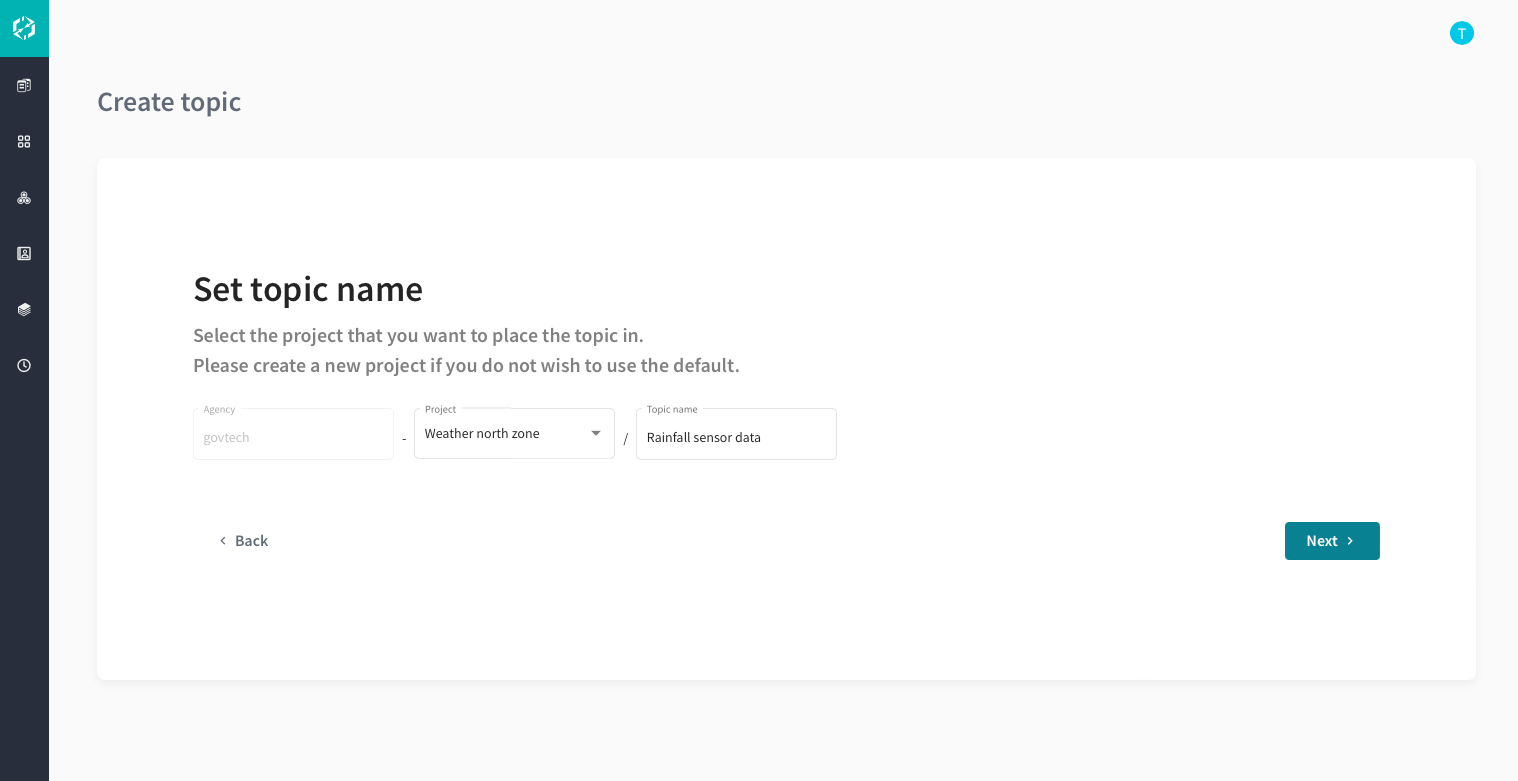 T
Create topic
Set topic name
Select the project that you want to place the topic in.
Please create a new project if you do not wish to use the default.
Agency Project Topic name
govtech - Weather north zone / Rainfall sensor data
Back Next